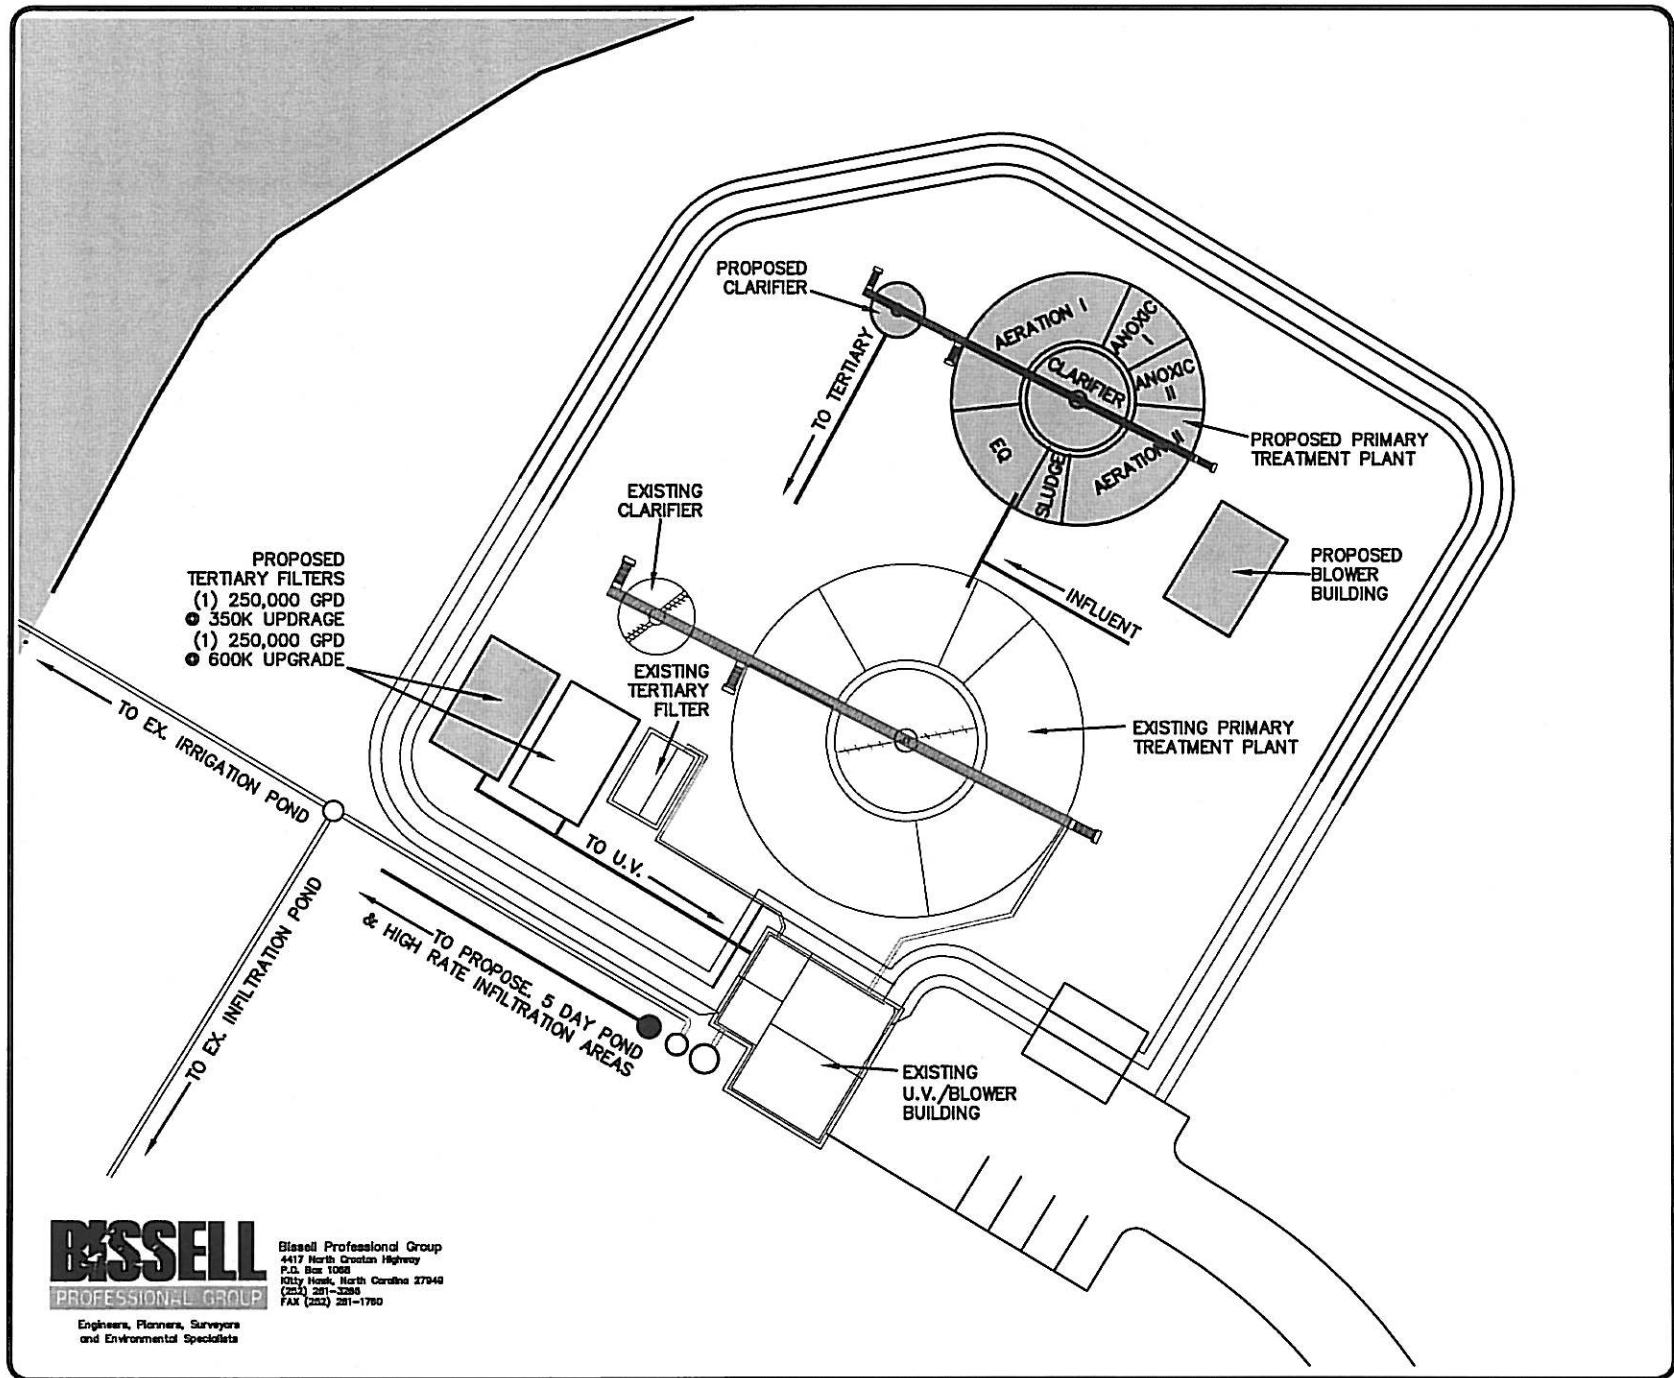 PROPOSED
CLARIFIER
AERATION I
ANOXIC
I
ANOXIC
II
CLARIFIER
AERATION II
SLUDGE
EQ
PROPOSED PRIMARY
TREATMENT PLANT
TO TERTIARY
EXISTING
CLARIFIER
PROPOSED
TERTIARY FILTERS
(1) 250,000 GPD
@ 350K UPDRAGE
(1) 250,000 GPD
@ 600K UPGRADE
PROPOSED
BLOWER
BUILDING
INFLUENT
EXISTING
TERTIARY
FILTER
EXISTING PRIMARY
TREATMENT PLANT
TO EX. IRRIGATION POND
TO U.V.
TO EX. INFILTRATION POND
TO PROPOSE. 5 DAY POND
& HIGH RATE INFILTRATION AREAS
EXISTING
U.V./BLOWER
BUILDING
BISSELL
PROFESSIONAL GROUP
Engineers, Planners, Surveyors
and Environmental Specialists
Bissell Professional Group
4417 North Croatan Highway
P.O. Box 1068
Kitty Hawk, North Carolina 27949
(252) 261-3266
FAX (252) 261-1760